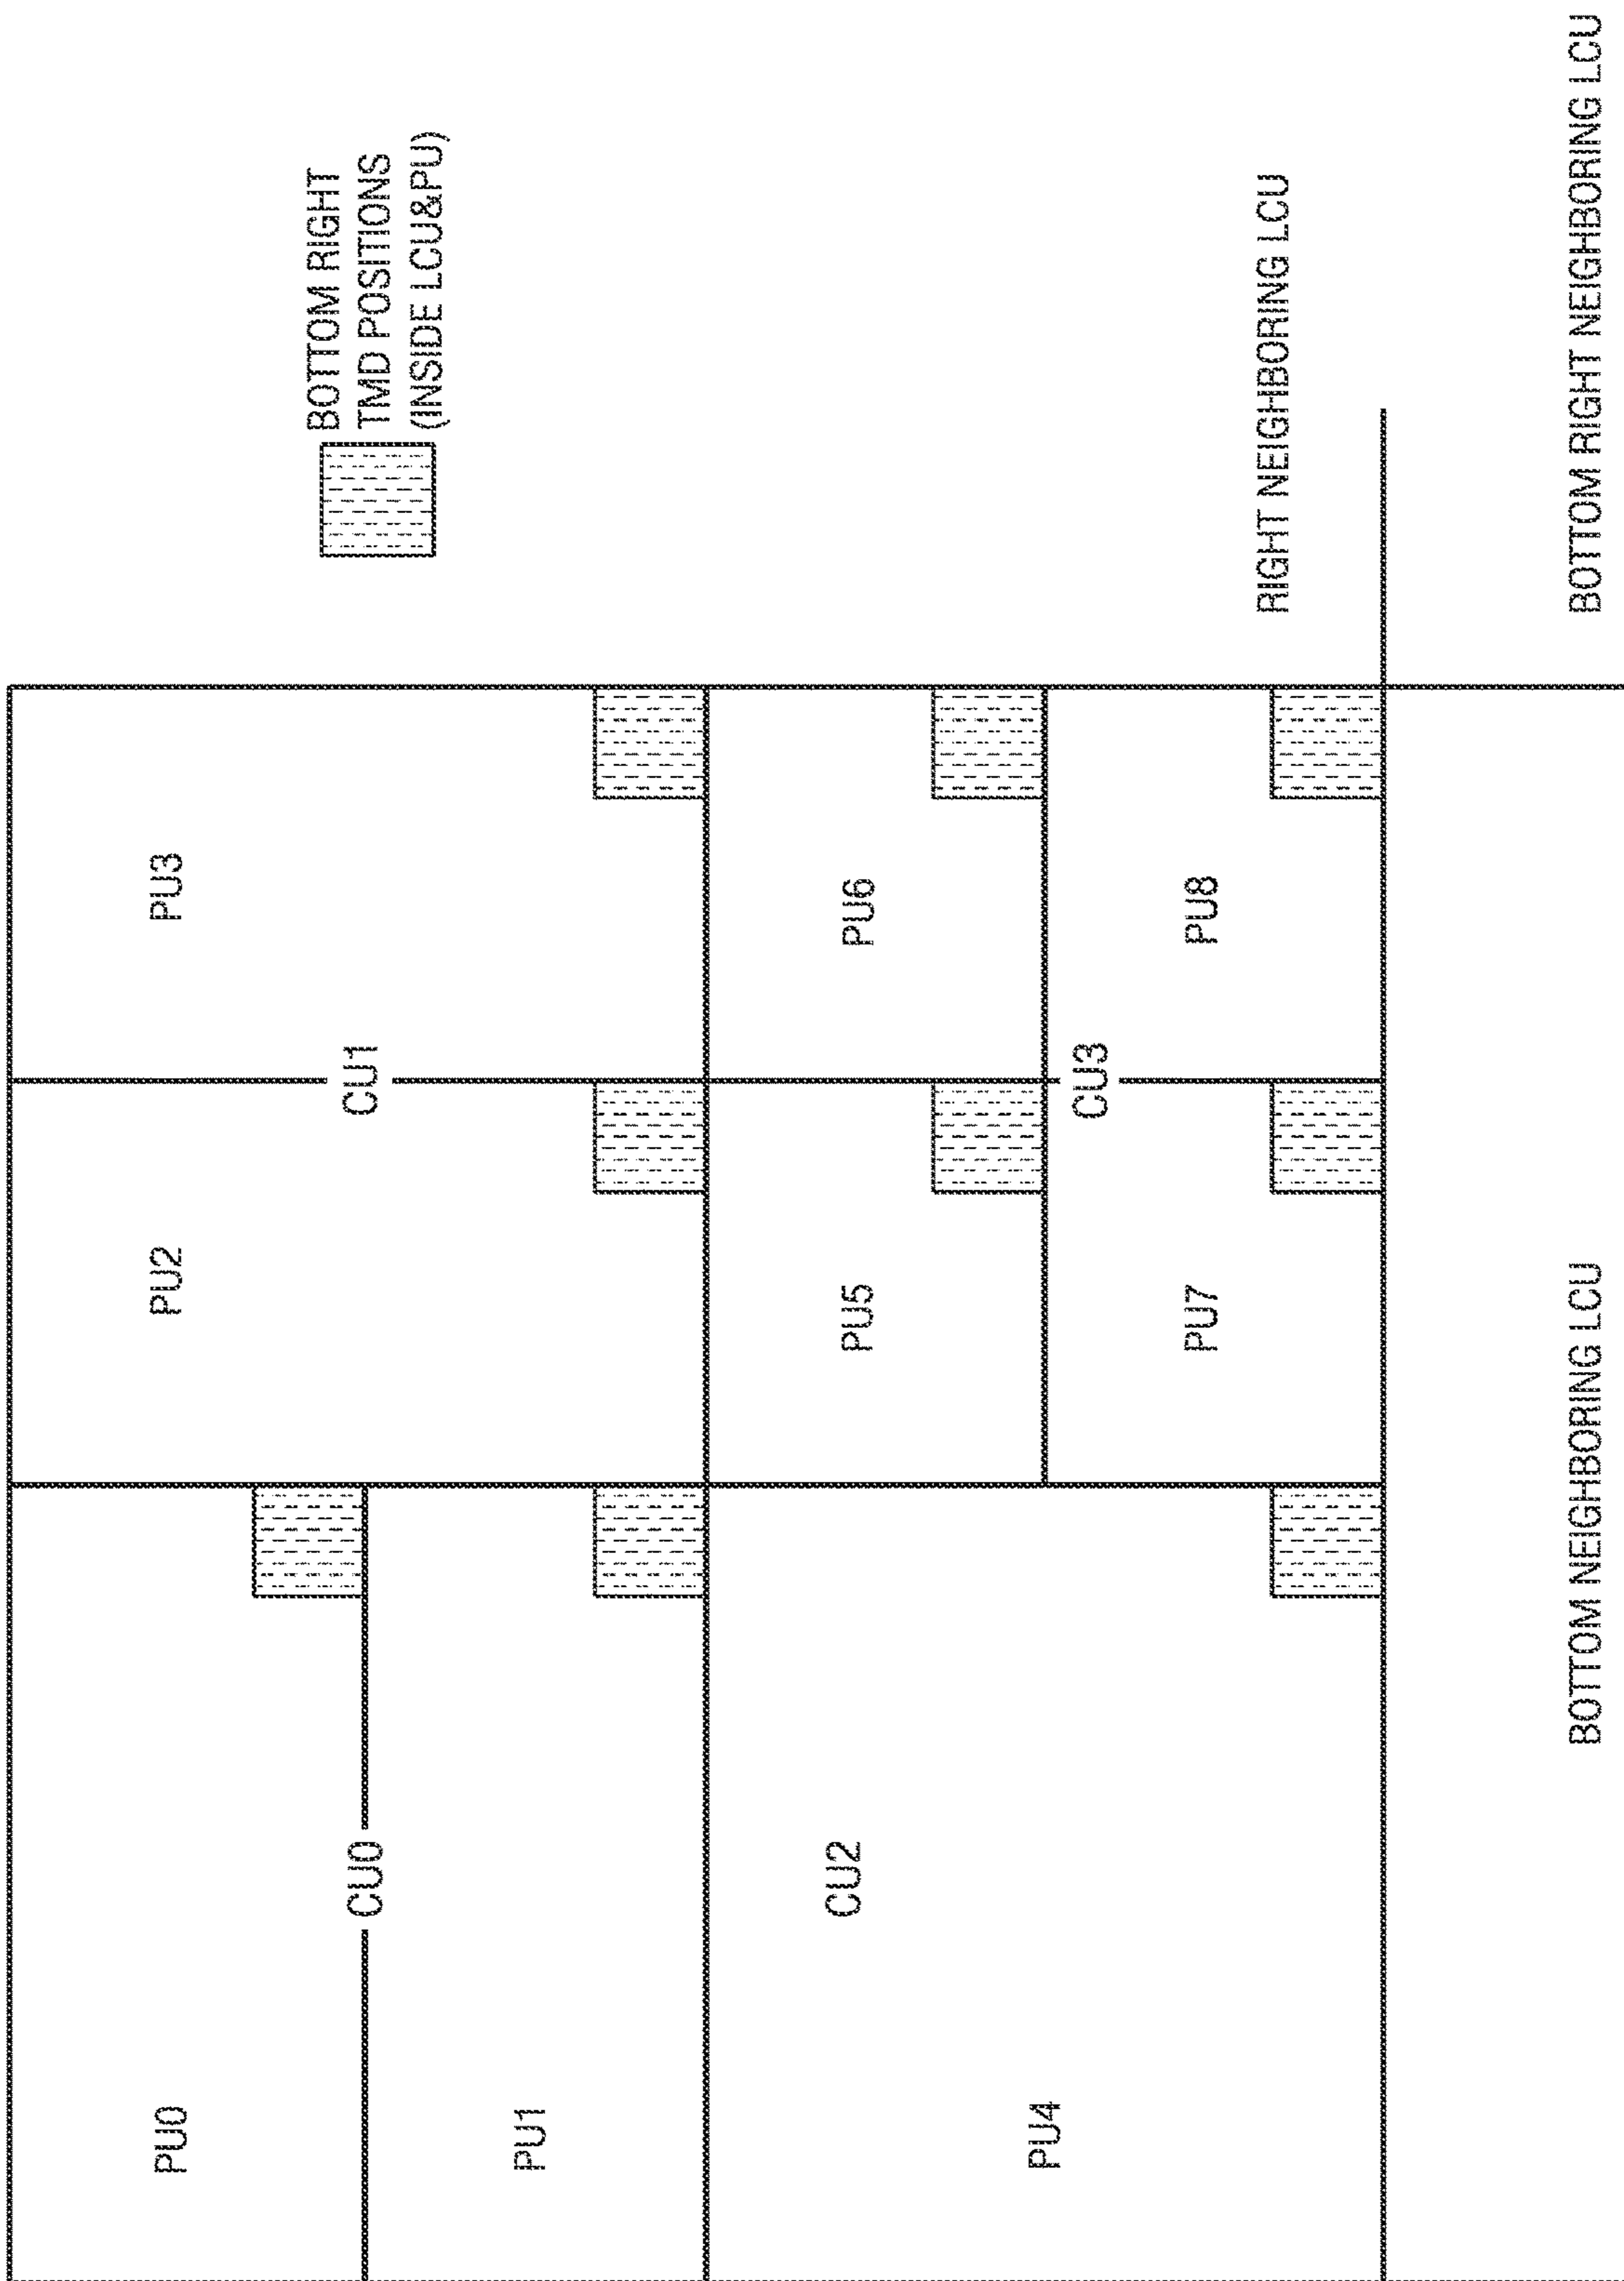 PU0
CU0
PU1
PU2
CU1
PU3
BOTTOM RIGHT
TMD POSITIONS
(INSIDE LCU&PU)
CU2
PU4
PU5
PU6
CU3
PU7
PU8
RIGHT NEIGHBORING LCU
BOTTOM NEIGHBORING LCU
BOTTOM RIGHT NEIGHBORING LCU